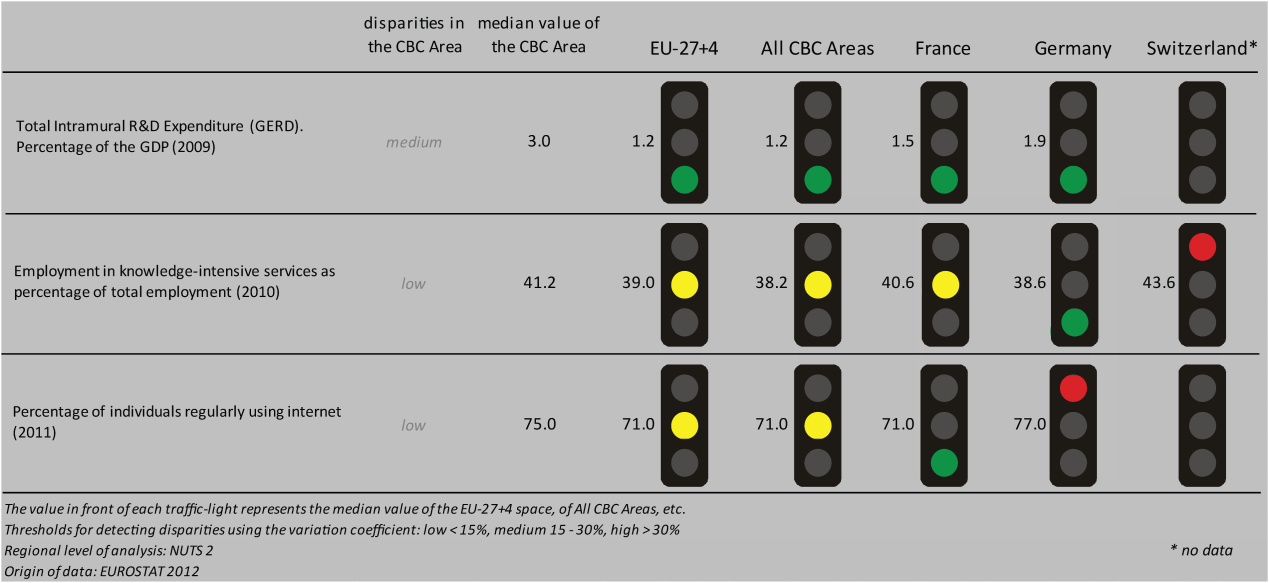 disparities in median value of
the CBC Area the CBC Area EU-27+4 All CBC Areas France Germany Switzerland*
Total Intramural R&D Expenditure (GERD).
Percentage of the GDP (2009)
medium 3.0 1.2 1.2 1.5 1.9
Employment in knowledge-intensive services as
percentage of total employment (2010)
low 41.2 39.0 38.2 40.6 38.6 43.6
Percentage of individuals regularly using internet
(2011)
low 75.0 71.0 71.0 71.0 77.0
The value in front of each traffic-light represents the median value of the EU-27+4 space, of All CBC Areas, etc.
Thresholds for detecting disparities using the variation coefficient: low < 15%, medium 15 - 30%, high > 30%
Regional level of analysis: NUTS 2
* no data
Origin of data: EUROSTAT 2012